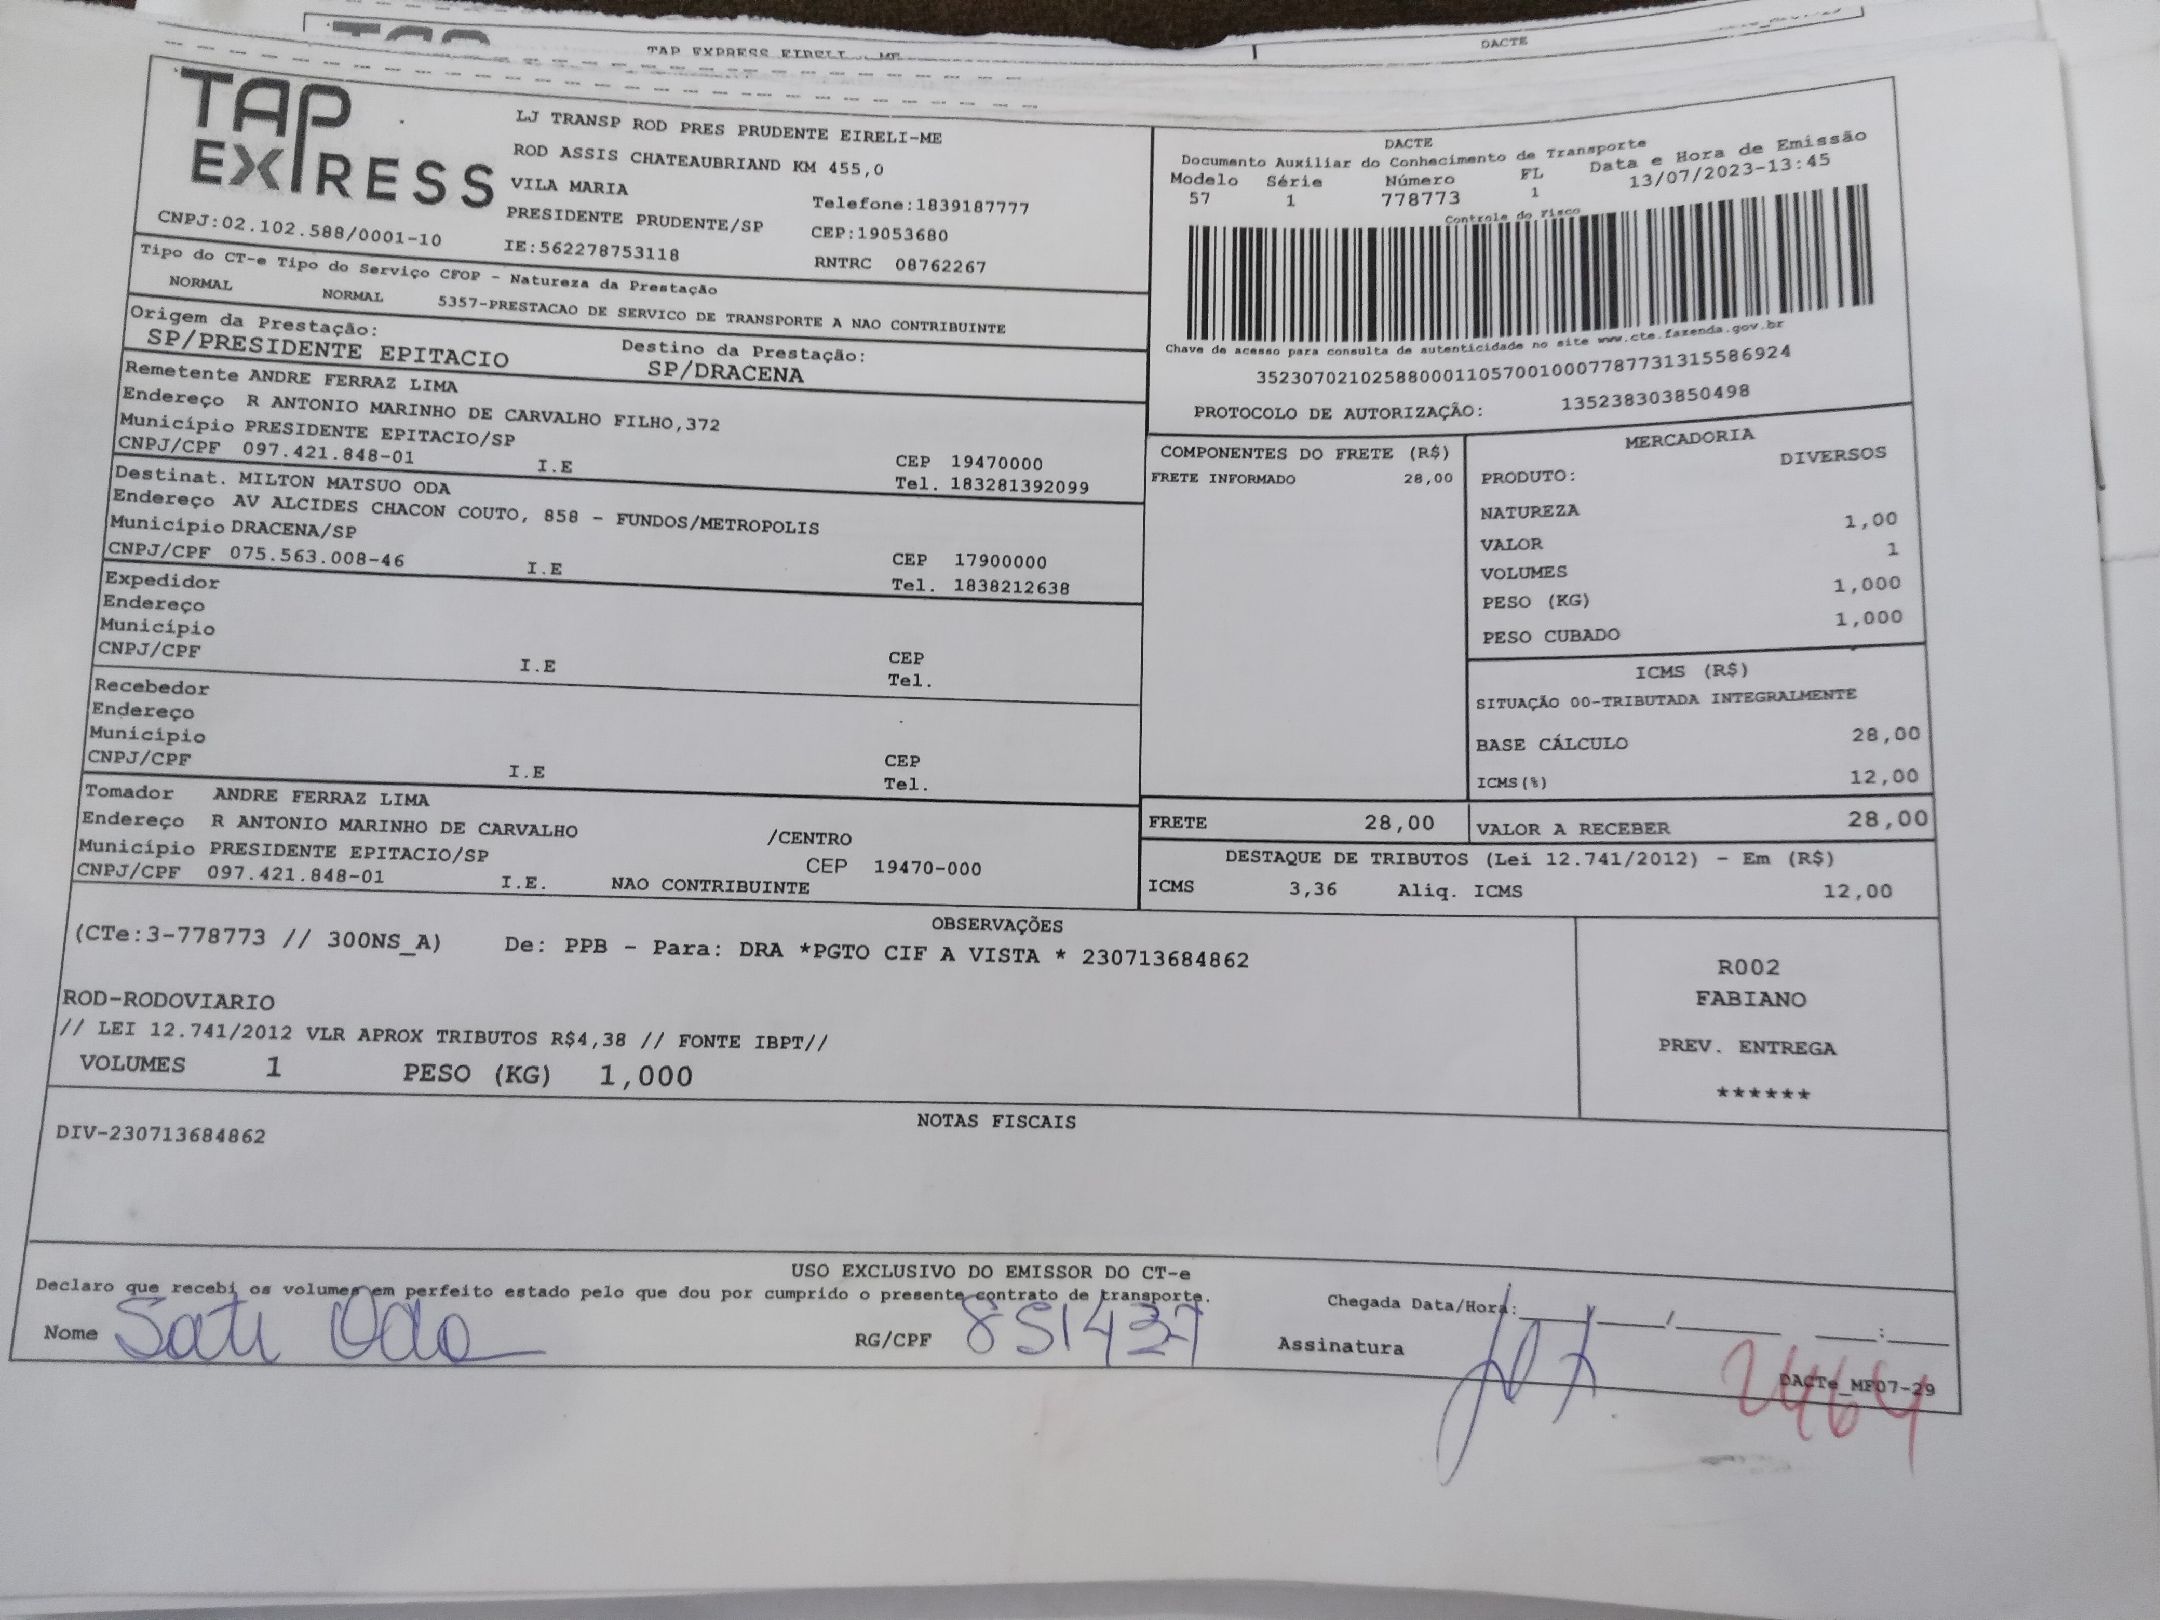 TAP EXPRESS EIRELI - ME
DACTE
TAP EXPRESS
LJ TRANSP ROD PRES PRUDENTE EIRELI-ME
ROD ASSIS CHATEAUBRIAND KM 455,0
VILA MARIA
Telefone:1839187777
PRESIDENTE PRUDENTE/SP
CEP:19053680
CNPJ:02.102.588/0001-10
IE:562278753118
RNTRC 08762267
DACTE
Documento Auxiliar do Conhecimento de Transporte
Modelo Série Número FL Data e Hora de Emissão
57 1 778773 1 13/07/2023-13:45
Controle do Fisco
Chave de acesso para consulta de autenticidade no site www.cte.fazenda.gov.br
35230702102588000110570010007787731315586924
PROTOCOLO DE AUTORIZAÇÃO: 135238303850498
Tipo do CT-e Tipo do Serviço CFOP - Natureza da Prestação
NORMAL NORMAL 5357-PRESTACAO DE SERVICO DE TRANSPORTE A NAO CONTRIBUINTE
Origem da Prestação: Destino da Prestação:
SP/PRESIDENTE EPITACIO SP/DRACENA
Remetente ANDRE FERRAZ LIMA
Endereço R ANTONIO MARINHO DE CARVALHO FILHO,372
Município PRESIDENTE EPITACIO/SP
CEP 19470000
CNPJ/CPF 097.421.848-01 I.E Tel. 183281392099
Destinat. MILTON MATSUO ODA
Endereço AV ALCIDES CHACON COUTO, 858 - FUNDOS/METROPOLIS
Município DRACENA/SP
CEP 17900000
CNPJ/CPF 075.563.008-46 I.E Tel. 1838212638
Expedidor
Endereço
Município CEP
CNPJ/CPF I.E Tel.
Recebedor
Endereço
Município CEP
CNPJ/CPF I.E Tel.
Tomador ANDRE FERRAZ LIMA
Endereço R ANTONIO MARINHO DE CARVALHO /CENTRO
Município PRESIDENTE EPITACIO/SP CEP 19470-000
CNPJ/CPF 097.421.848-01 I.E. NAO CONTRIBUINTE
COMPONENTES DO FRETE (R$)
FRETE INFORMADO 28,00
MERCADORIA
PRODUTO: DIVERSOS
NATUREZA
VALOR 1,00
VOLUMES 1
PESO (KG) 1,000
PESO CUBADO 1,000
ICMS (R$)
SITUAÇÃO 00-TRIBUTADA INTEGRALMENTE
BASE CÁLCULO 28,00
ICMS(%) 12,00
FRETE 28,00 VALOR A RECEBER 28,00
DESTAQUE DE TRIBUTOS (Lei 12.741/2012) - Em (R$)
ICMS 3,36 Aliq. ICMS 12,00
OBSERVAÇÕES
(CTe:3-778773 // 300NS_A) De: PPB - Para: DRA *PGTO CIF A VISTA * 230713684862
ROD-RODOVIARIO
// LEI 12.741/2012 VLR APROX TRIBUTOS R$4,38 // FONTE IBPT//
VOLUMES 1 PESO (KG) 1,000
R002
FABIANO
PREV. ENTREGA
******
NOTAS FISCAIS
DIV-230713684862
USO EXCLUSIVO DO EMISSOR DO CT-e
Declaro que recebi os volumes em perfeito estado pelo que dou por cumprido o presente contrato de transporte.
Chegada Data/Hora:____/____ __:__
Nome Sati Oda RG/CPF 851437 Assinatura
DACTe_MF07-29
2464